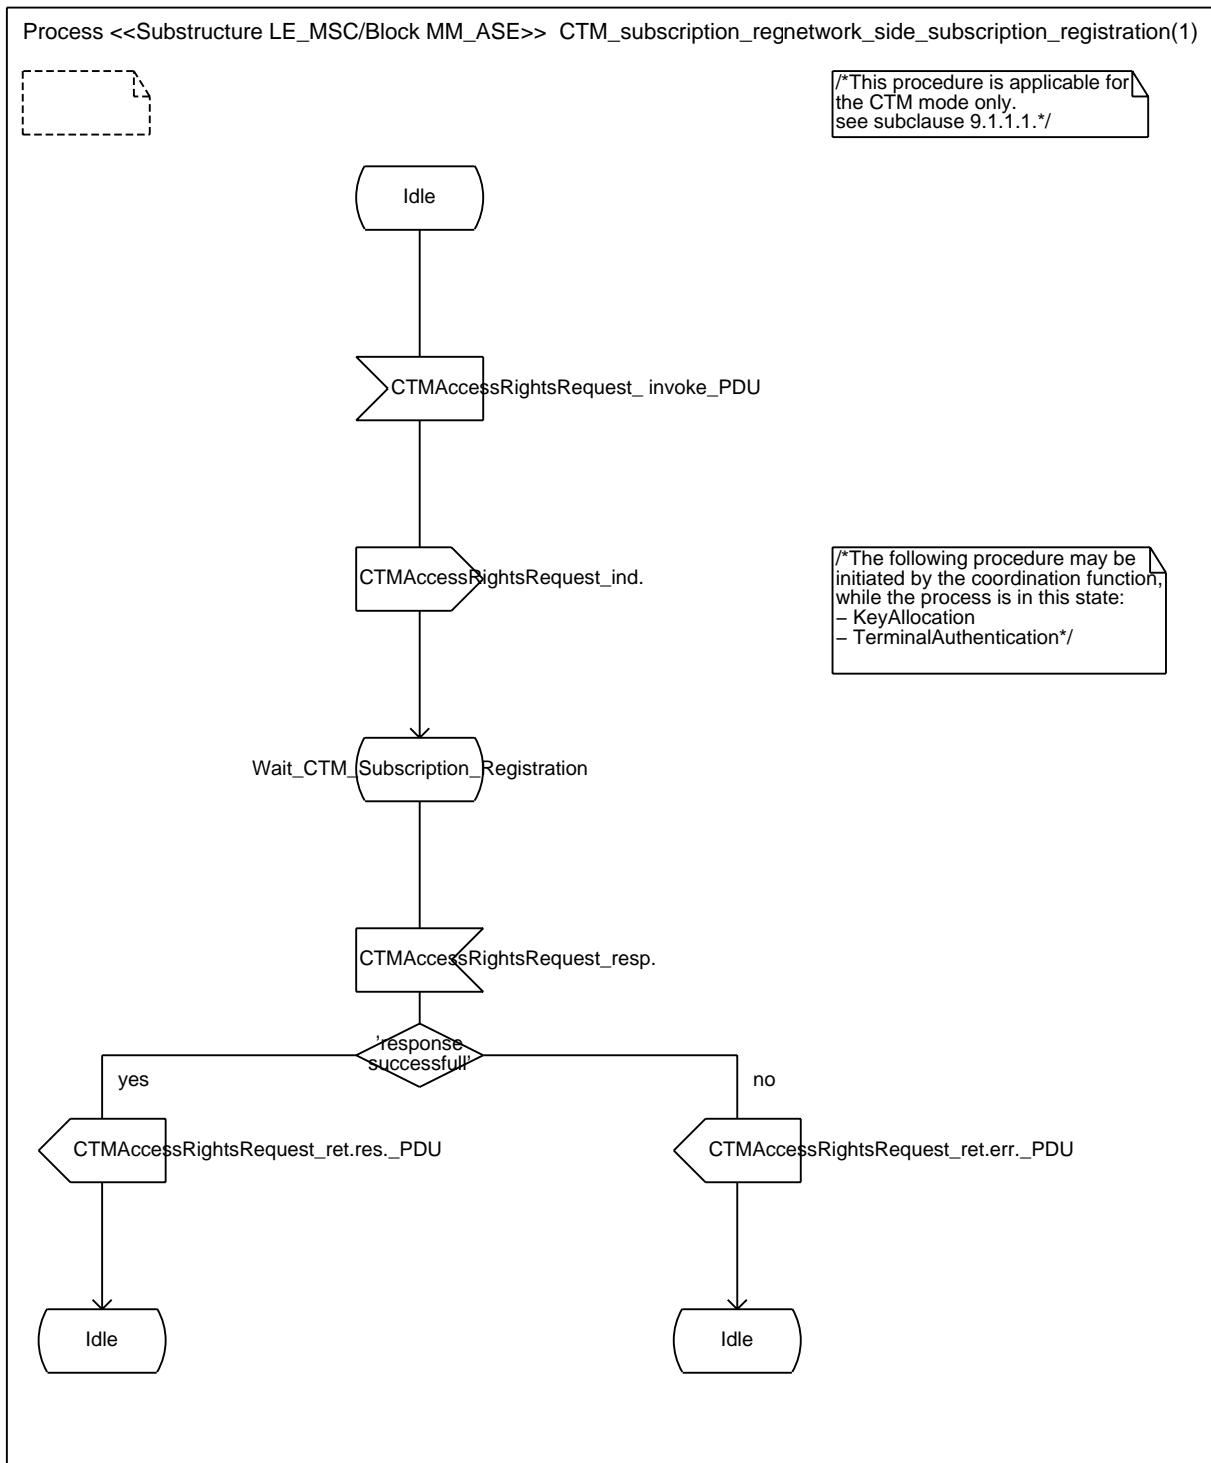 Process <<Substructure LE_MSC/Block MM_ASE>>  CTM_subscription_regnetwork_side_subscription_registration(1)
/*This procedure is applicable for
the CTM mode only.
see subclause 9.1.1.1.*/
Idle
CTMAccessRightsRequest_ invoke_PDU
CTMAccessRightsRequest_ind.
/*The following procedure may be
initiated by the coordination function,
while the process is in this state:
– KeyAllocation
– TerminalAuthentication*/
Wait_CTM_Subscription_Registration
CTMAccessRightsRequest_resp.
'response
successfull'
yes
no
CTMAccessRightsRequest_ret.res._PDU
CTMAccessRightsRequest_ret.err._PDU
Idle
Idle